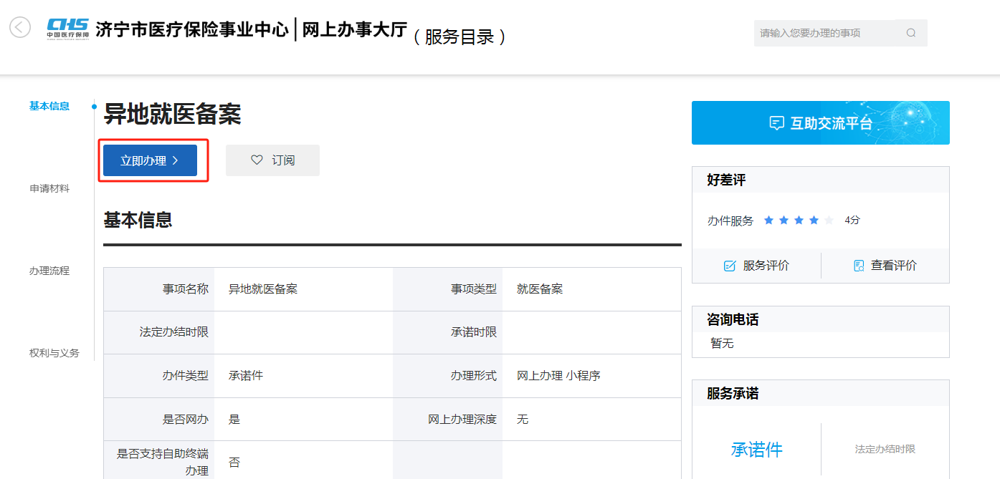 CHS
中国医疗保障
济宁市医疗保险事业中心|网上办事大厅（服务目录）
请输入您要办理的事项
基本信息
申请材料
办理流程
权利与义务
异地就医备案
立即办理 >
订阅
基本信息
事项名称 异地就医备案 事项类型 就医备案
法定办结时限 承诺时限
办件类型 承诺件 办理形式 网上办理 小程序
是否网办 是 网上办理深度 无
是否支持自助终端
办理 否
互助交流平台
好差评
办件服务 4分
服务评价 查看评价
咨询电话
暂无
服务承诺
承诺件 法定办结时限